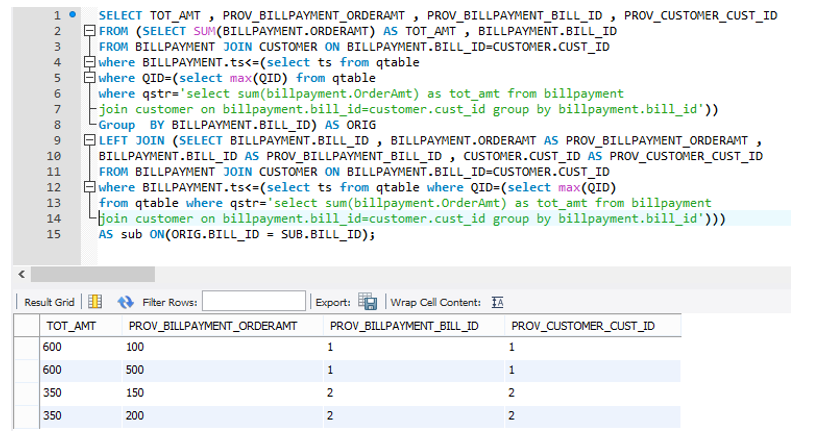 1 SELECT TOT_AMT , PROV_BILLPAYMENT_ORDERAMT , PROV_BILLPAYMENT_BILL_ID , PROV_CUSTOMER_CUST_ID
2 FROM (SELECT SUM(BILLPAYMENT.ORDERAMT) AS TOT_AMT , BILLPAYMENT.BILL_ID
3 FROM BILLPAYMENT JOIN CUSTOMER ON BILLPAYMENT.BILL_ID=CUSTOMER.CUST_ID
4 where BILLPAYMENT.ts<=(select ts from qtable
5 where QID=(select max(QID) from qtable
6 where qstr='select sum(billpayment.OrderAmt) as tot_amt from billpayment
7 join customer on billpayment.bill_id=customer.cust_id group by billpayment.bill_id'))
8 Group BY BILLPAYMENT.BILL_ID) AS ORIG
9 LEFT JOIN (SELECT BILLPAYMENT.BILL_ID , BILLPAYMENT.ORDERAMT AS PROV_BILLPAYMENT_ORDERAMT ,
10 BILLPAYMENT.BILL_ID AS PROV_BILLPAYMENT_BILL_ID , CUSTOMER.CUST_ID AS PROV_CUSTOMER_CUST_ID
11 FROM BILLPAYMENT JOIN CUSTOMER ON BILLPAYMENT.BILL_ID=CUSTOMER.CUST_ID
12 where BILLPAYMENT.ts<=(select ts from qtable where QID=(select max(QID)
13 from qtable where qstr='select sum(billpayment.OrderAmt) as tot_amt from billpayment
14 join customer on billpayment.bill_id=customer.cust_id group by billpayment.bill_id')))
15 AS sub ON(ORIG.BILL_ID = SUB.BILL_ID);
Result Grid Filter Rows: Export: Wrap Cell Content:
TOT_AMT PROV_BILLPAYMENT_ORDERAMT PROV_BILLPAYMENT_BILL_ID PROV_CUSTOMER_CUST_ID
600 100 1 1
600 500 1 1
350 150 2 2
350 200 2 2